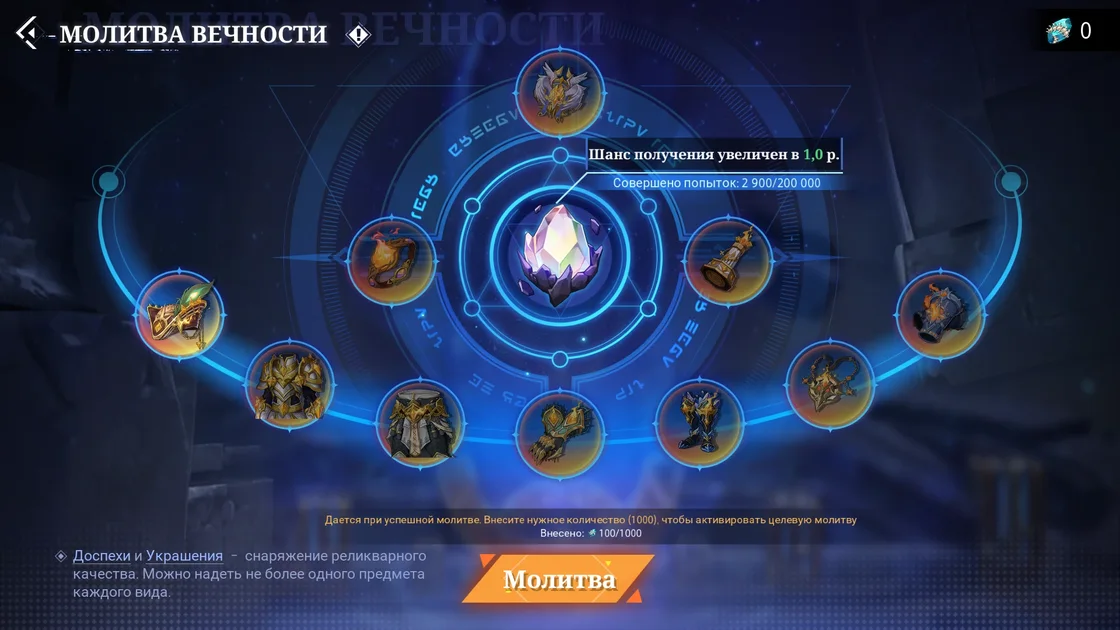 МОЛИТВА ВЕЧНОСТИ
0
Шанс получения увеличен в 1,0 р.
Совершено попыток: 2 900/200 000
Дается при успешной молитве. Внесите нужное количество (1000), чтобы активировать целевую молитву
Внесено: 100/1000
Доспехи и Украшения - снаряжение реликварного
качества. Можно надеть не более одного предмета
каждого вида.
Молитва